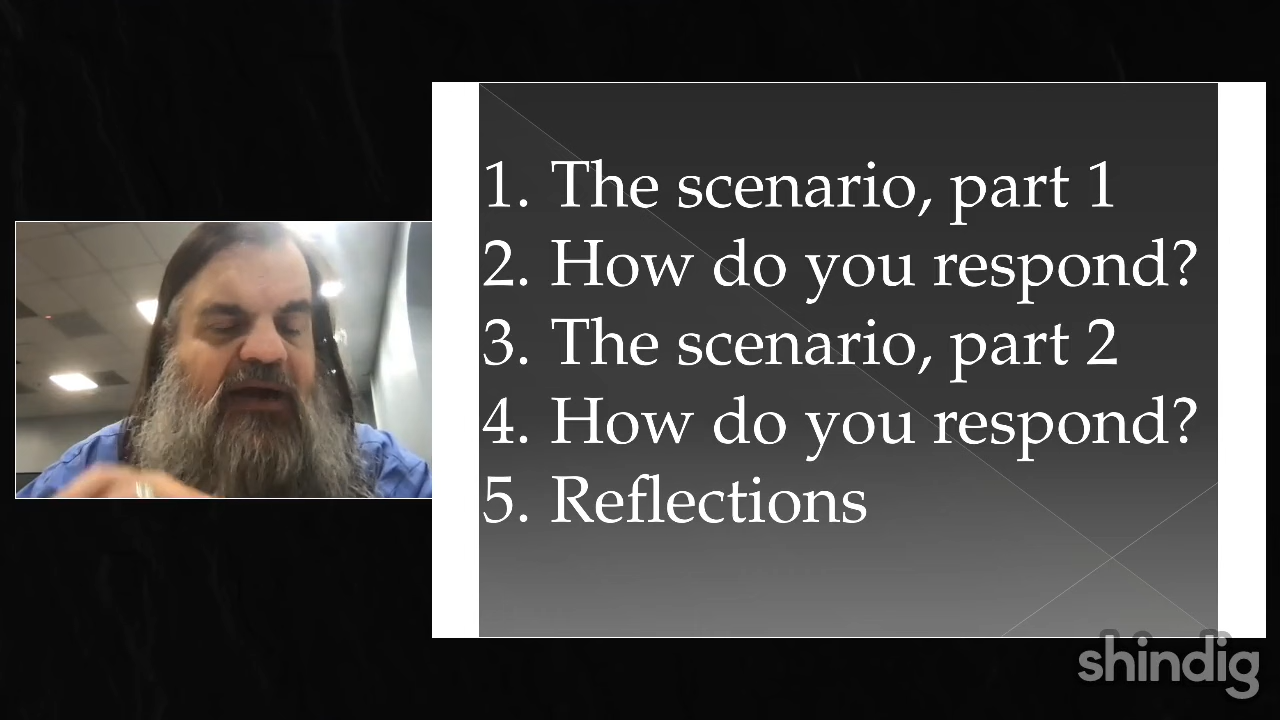 1. The scenario, part 1
2. How do you respond?
3. The scenario, part 2
4. How do you respond?
5. Reflections
shindig